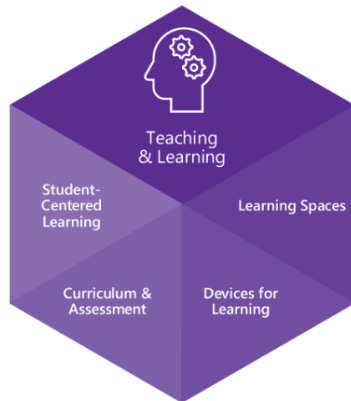 Teaching
& Learning
Student-
Centered
Learning
Learning Spaces
Curriculum &
Assessment
Devices for
Learning